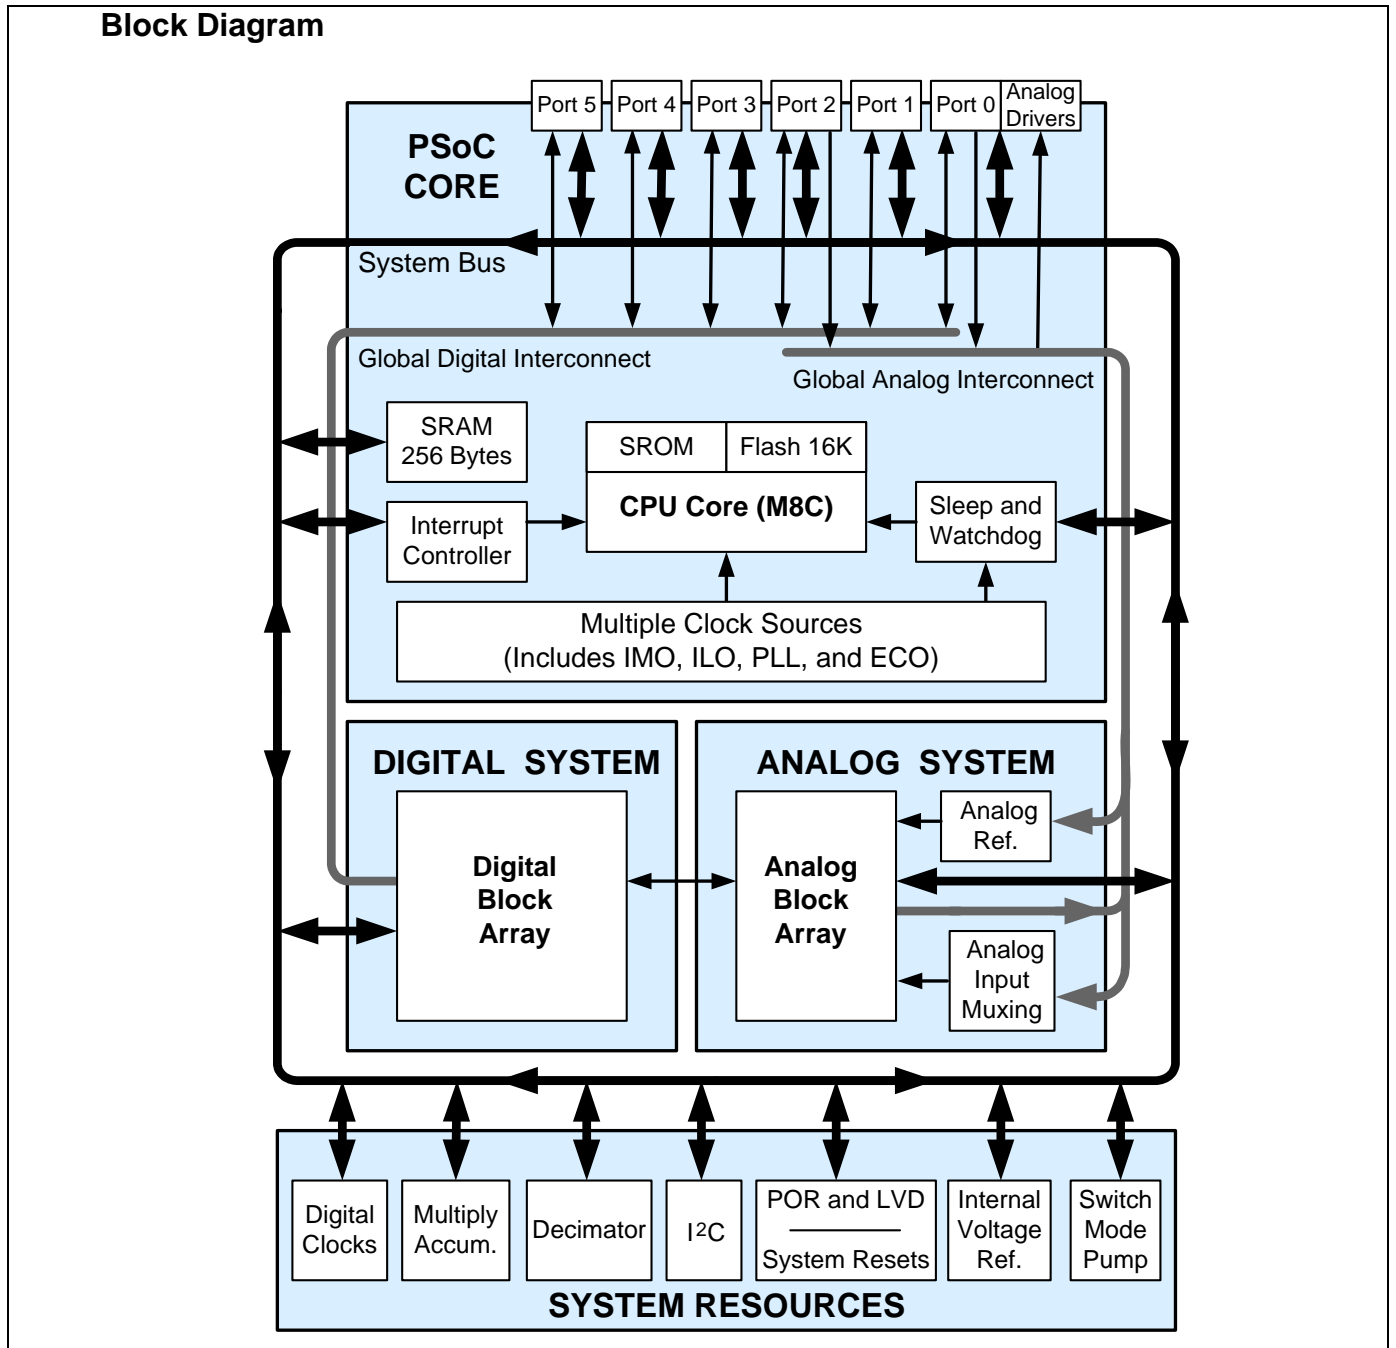 Block Diagram
Port 5
Port 4
Port 3
Port 2
Port 1
Port 0
Analog
Drivers
PSoC
CORE
System Bus
Global Digital Interconnect
Global Analog Interconnect
SRAM
256 Bytes
SROM
Flash 16K
CPU Core (M8C)
Interrupt
Controller
Sleep and
Watchdog
Multiple Clock Sources
(Includes IMO, ILO, PLL, and ECO)
DIGITAL SYSTEM
Digital
Block
Array
ANALOG SYSTEM
Analog
Block
Array
Analog
Ref.
Analog
Input
Muxing
Digital
Clocks
Multiply
Accum.
Decimator
I²C
POR and LVD
System Resets
Internal
Voltage
Ref.
Switch
Mode
Pump
SYSTEM RESOURCES